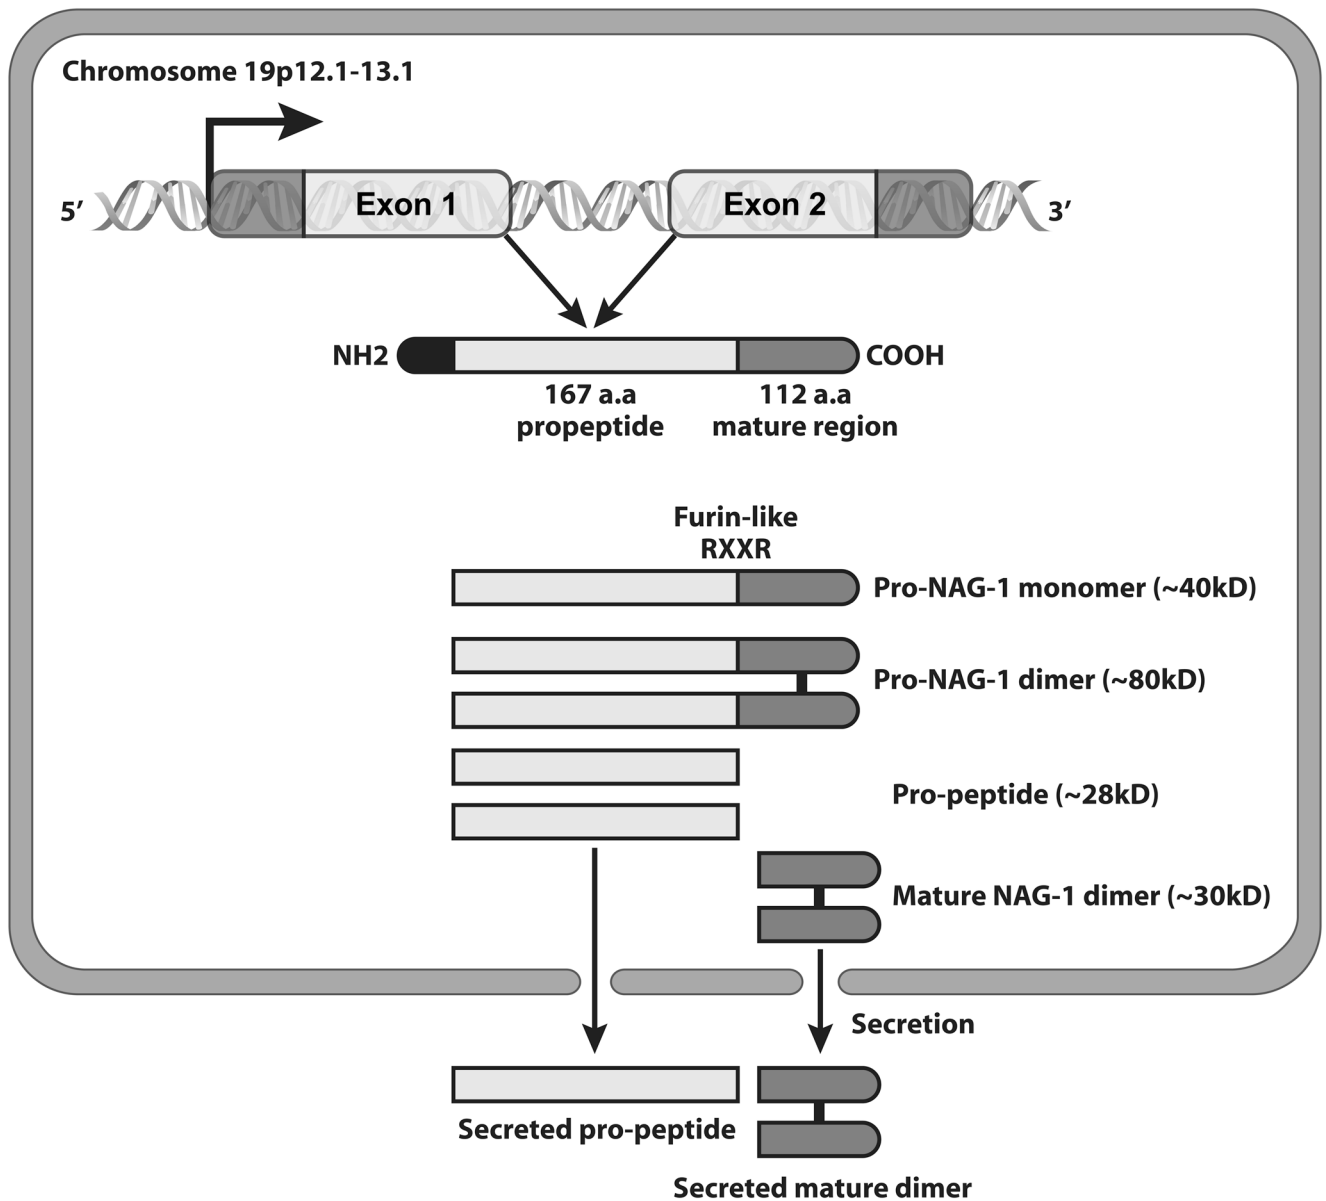 Chromosome 19p12.1-13.1
5’
Exon 1
Exon 2
3’
NH2
COOH
167 a.a
propeptide
112 a.a
mature region
Furin-like
RXXR
Pro-NAG-1 monomer (~40kD)
Pro-NAG-1 dimer (~80kD)
Pro-peptide (~28kD)
Mature NAG-1 dimer (~30kD)
Secretion
Secreted pro-peptide
Secreted mature dimer